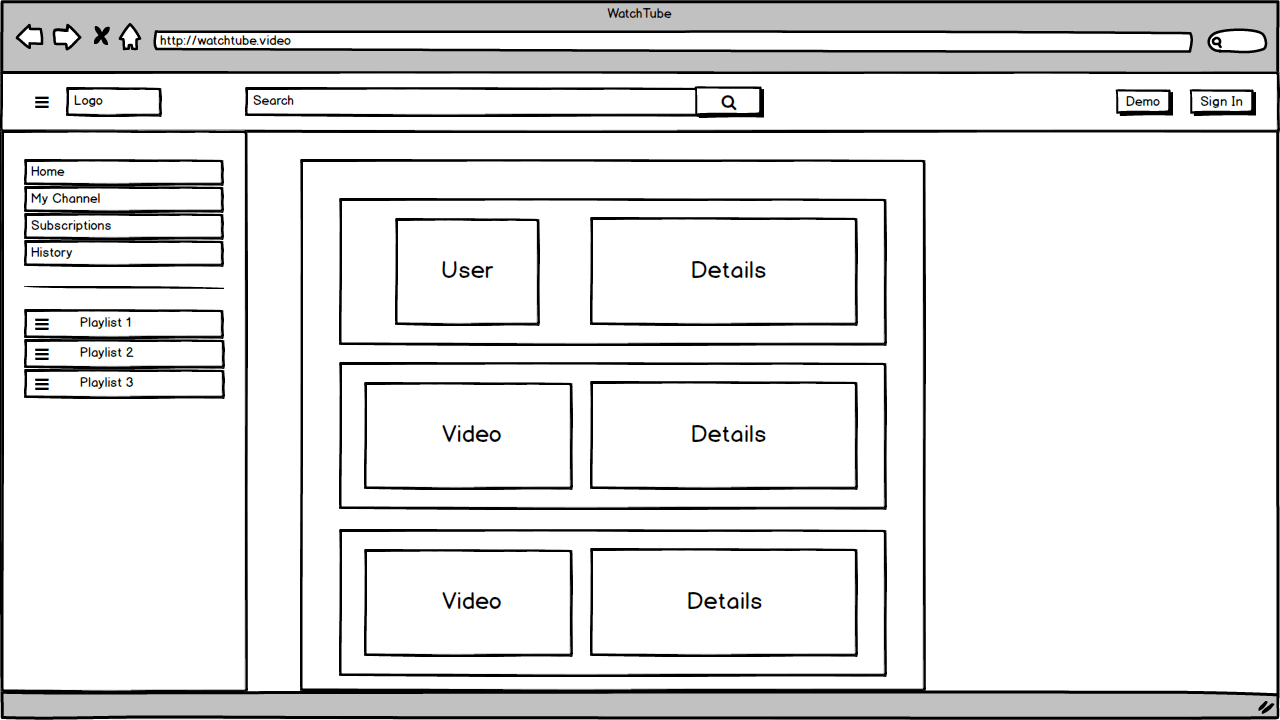 WatchTube
http://watchtube.video
Logo
Search
Demo
Sign In
Home
My Channel
Subscriptions
History
Playlist 1
Playlist 2
Playlist 3
User
Details
Video
Details
Video
Details